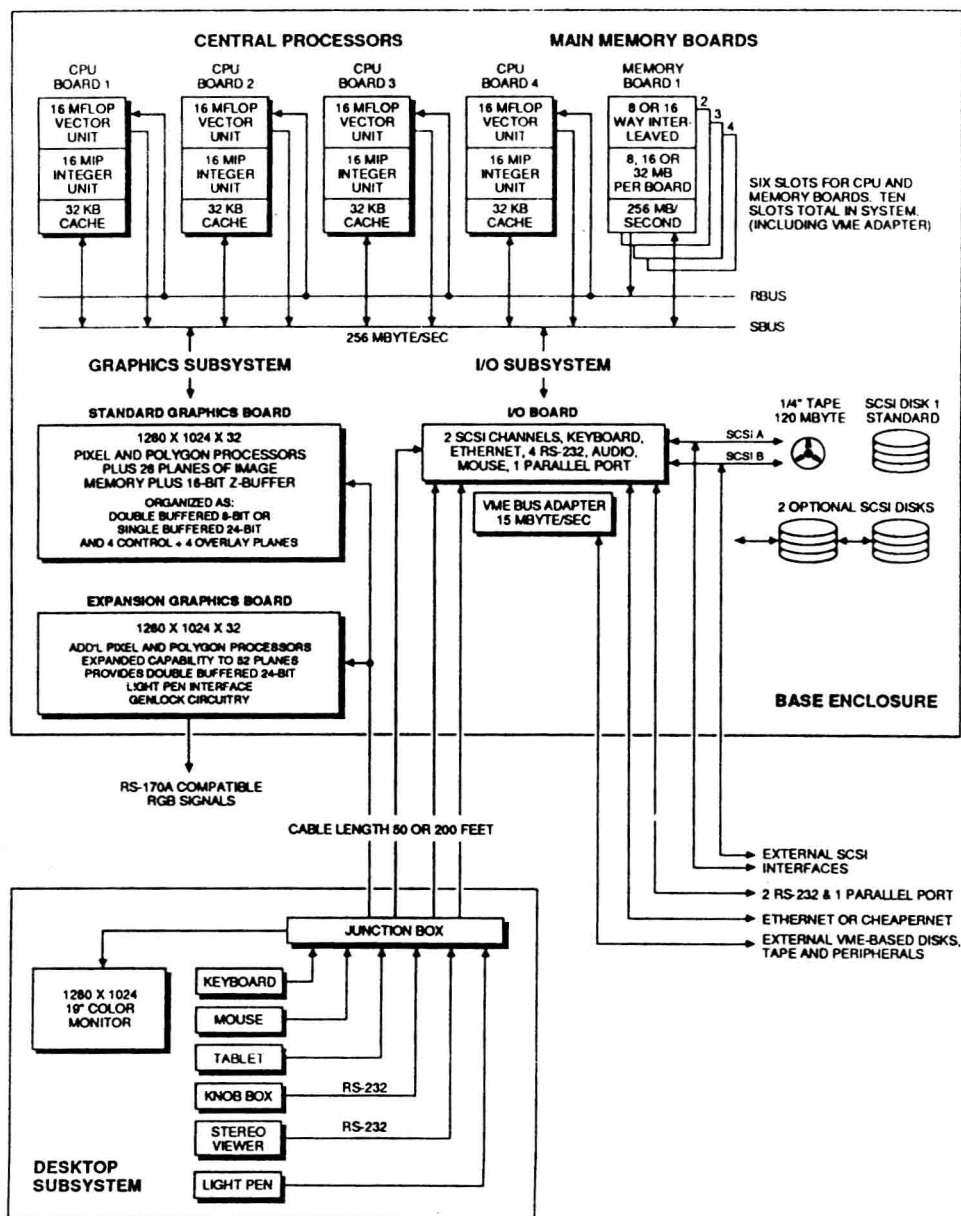 CENTRAL PROCESSORS
MAIN MEMORY BOARDS
CPU
BOARD 1
CPU
BOARD 2
CPU
BOARD 3
CPU
BOARD 4
MEMORY
BOARD 1
16 MFLOP
VECTOR
UNIT
16 MIP
INTEGER
UNIT
32 KB
CACHE
16 MFLOP
VECTOR
UNIT
16 MIP
INTEGER
UNIT
32 KB
CACHE
16 MFLOP
VECTOR
UNIT
16 MIP
INTEGER
UNIT
32 KB
CACHE
16 MFLOP
VECTOR
UNIT
16 MIP
INTEGER
UNIT
32 KB
CACHE
8 OR 16
WAY INTER-
LEAVED
8, 16 OR
32 MB
PER BOARD
256 MB/
SECOND
2
3
4
SIX SLOTS FOR CPU AND
MEMORY BOARDS. TEN
SLOTS TOTAL IN SYSTEM.
(INCLUDING VME ADAPTER)
RBUS
SBUS
256 MBYTE/SEC
GRAPHICS SUBSYSTEM
I/O SUBSYSTEM
STANDARD GRAPHICS BOARD
1280 X 1024 X 32
PIXEL AND POLYGON PROCESSORS
PLUS 28 PLANES OF IMAGE
MEMORY PLUS 16-BIT Z-BUFFER
ORGANIZED AS:
DOUBLE BUFFERED 8-BIT OR
SINGLE BUFFERED 24-BIT
AND 4 CONTROL + 4 OVERLAY PLANES
I/O BOARD
2 SCSI CHANNELS, KEYBOARD,
ETHERNET, 4 RS-232, AUDIO,
MOUSE, 1 PARALLEL PORT
VME BUS ADAPTER
15 MBYTE/SEC
SCSI A
SCSI B
1/4" TAPE
120 MBYTE
SCSI DISK 1
STANDARD
2 OPTIONAL SCSI DISKS
EXPANSION GRAPHICS BOARD
1280 X 1024 X 32
ADD'L PIXEL AND POLYGON PROCESSORS
EXPANDED CAPABILITY TO 52 PLANES
PROVIDES DOUBLE BUFFERED 24-BIT
LIGHT PEN INTERFACE
GENLOCK CIRCUITRY
BASE ENCLOSURE
RS-170A COMPATIBLE
RGB SIGNALS
CABLE LENGTH 50 OR 200 FEET
EXTERNAL SCSI
INTERFACES
2 RS-232 & 1 PARALLEL PORT
ETHERNET OR CHEAPERNET
EXTERNAL VME-BASED DISKS,
TAPE AND PERIPHERALS
JUNCTION BOX
1280 X 1024
19" COLOR
MONITOR
KEYBOARD
MOUSE
TABLET
KNOB BOX
RS-232
STEREO
VIEWER
RS-232
LIGHT PEN
DESKTOP
SUBSYSTEM